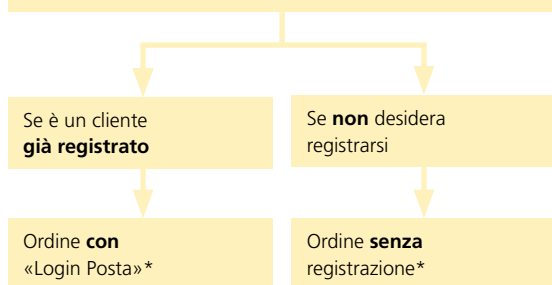 Se è un cliente
già registrato
Se non desidera
registrarsi
Ordine con
«Login Posta»*
Ordine senza
registrazione*